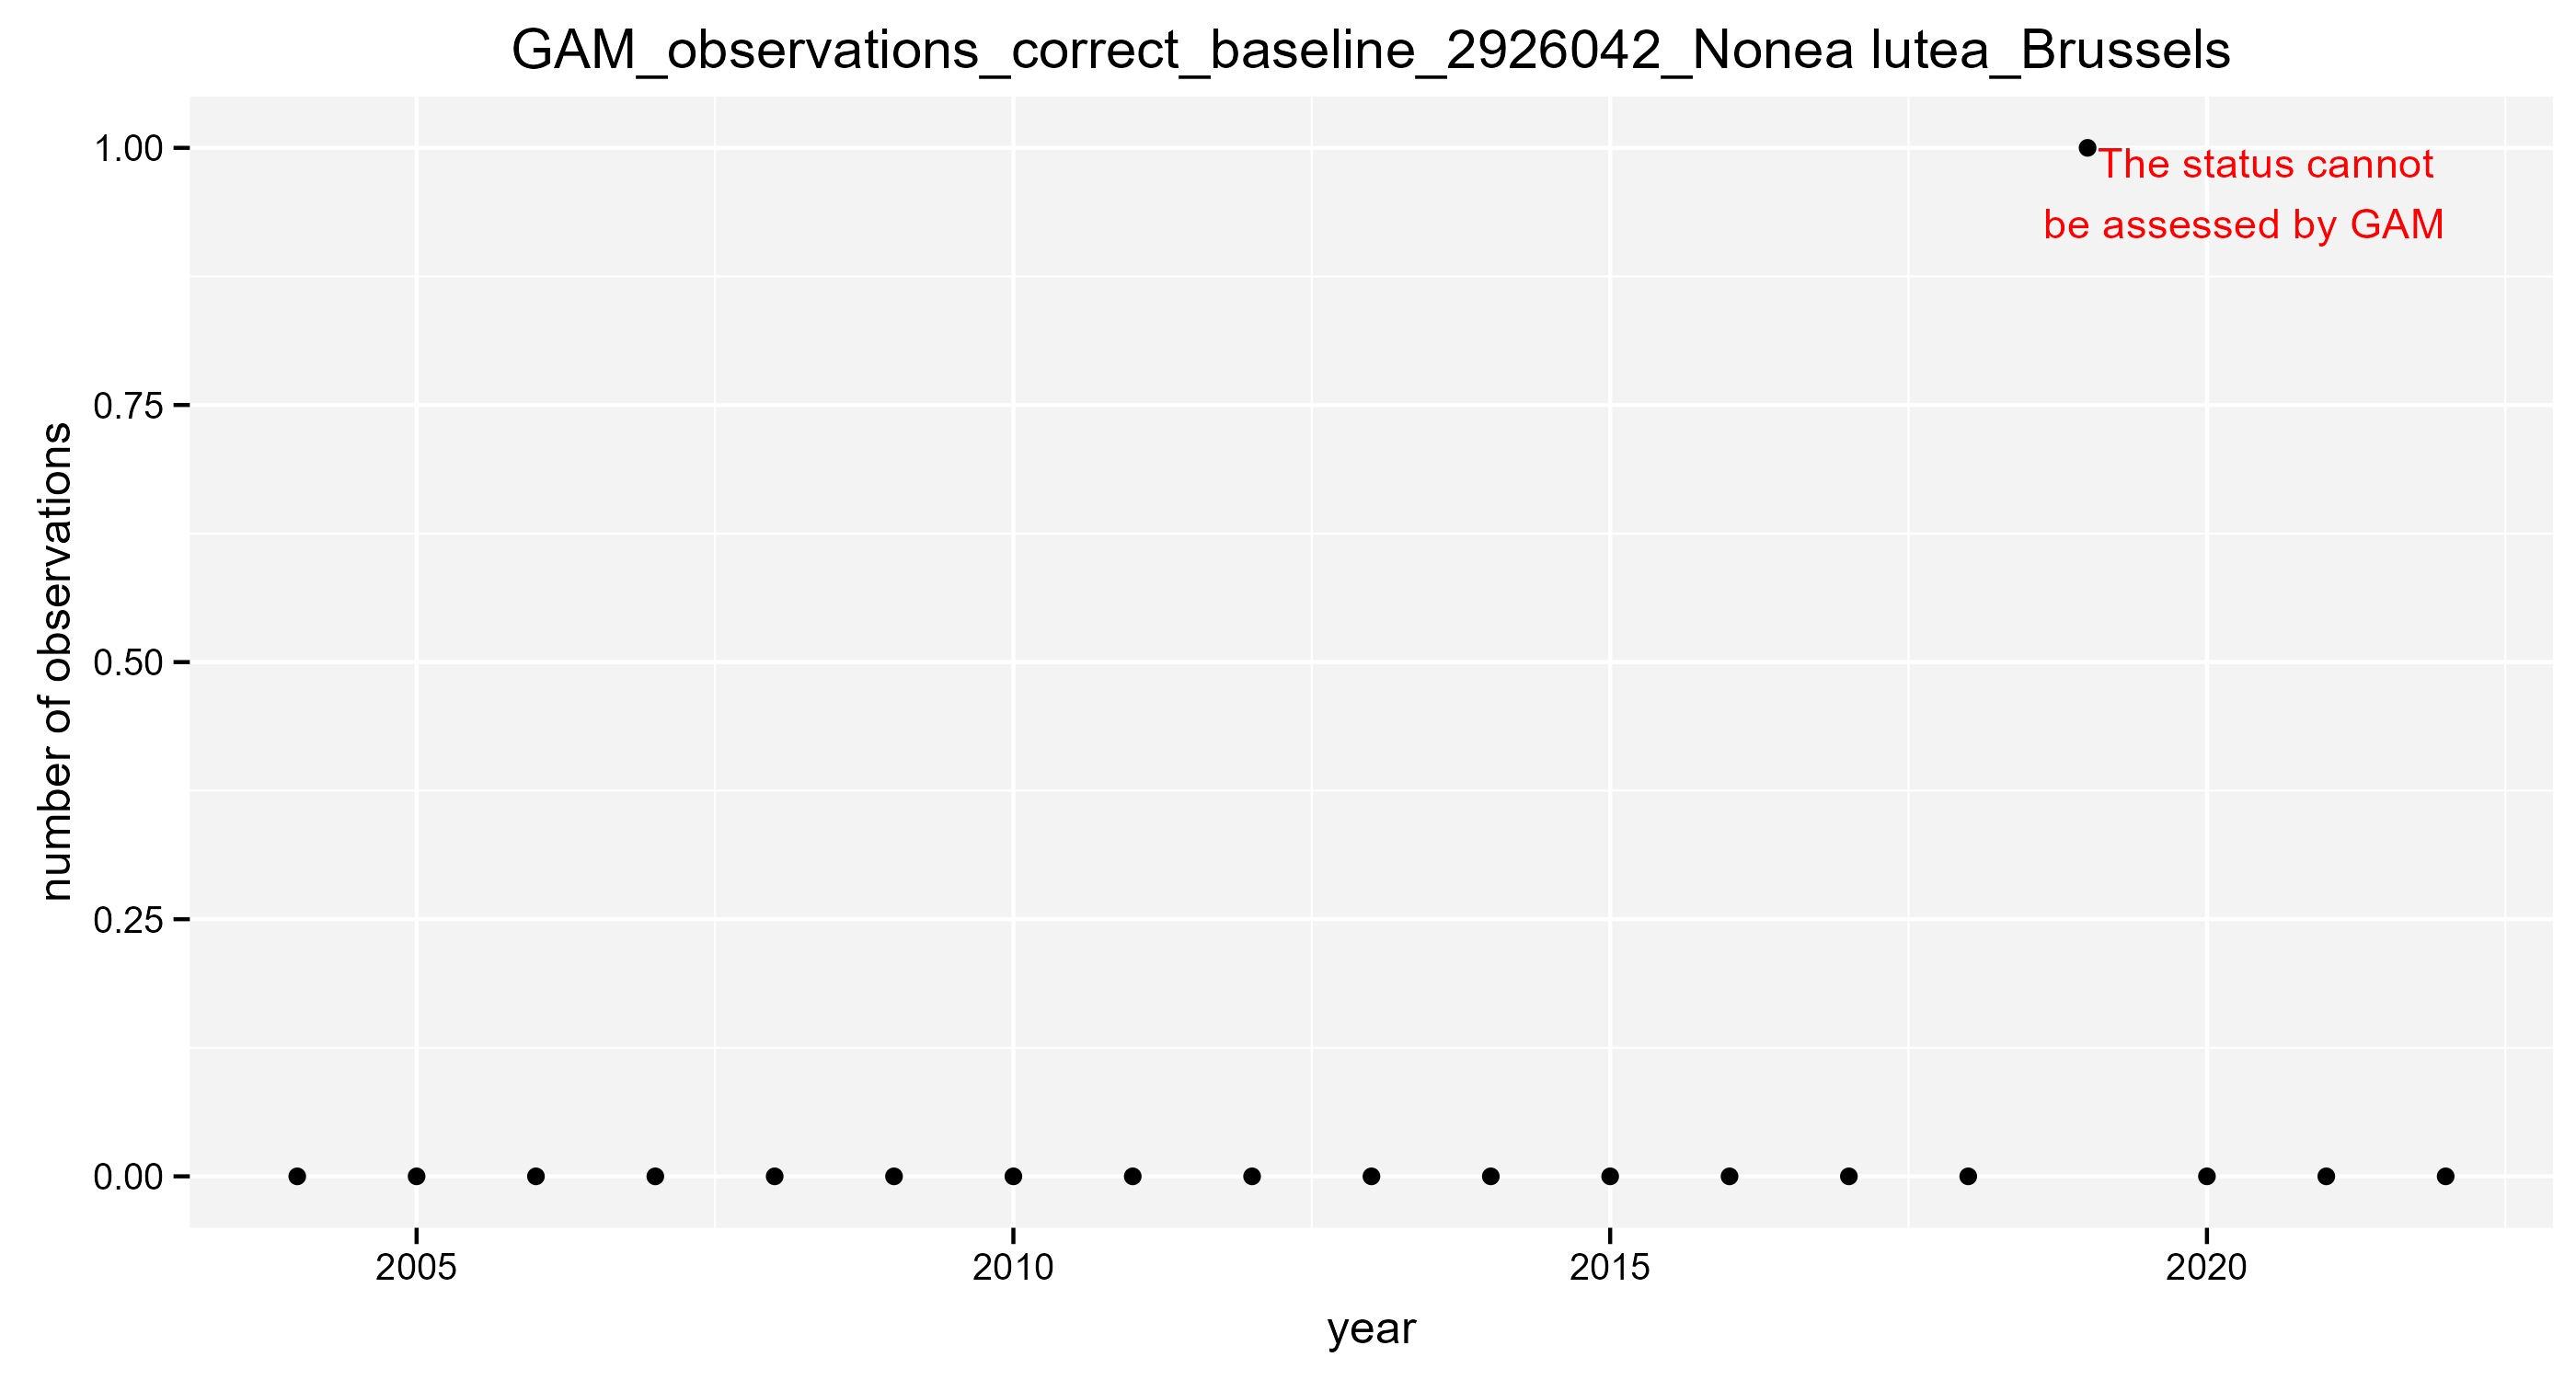 GAM_observations_correct_baseline_2926042_Nonea lutea_Brussels
1.00
The status cannot
be assessed by GAM
0.75
number of observations
0.50
0.25
0.00
2005
2010
2015
2020
year